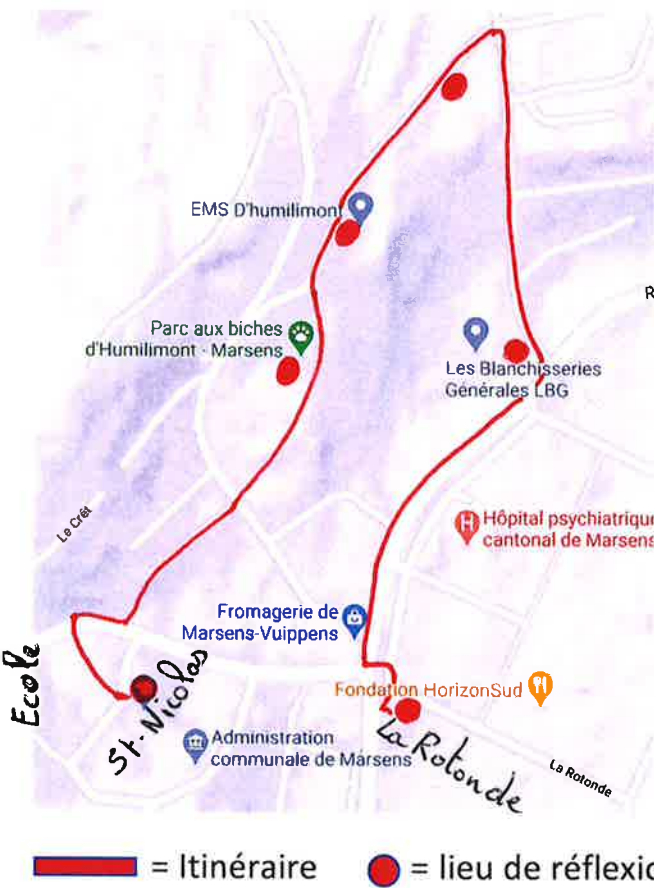 EMS D'humilimont
Parc aux biches
d'Humilimont - Marsens
Les Blanchisseries
Générales LBG
R
Le Crêt
Hôpital psychiatrique
cantonal de Marsens
Fromagerie de
Marsens-Vuippens
Ecole
St-Nicolas
Fondation HorizonSud
Administration
communale de Marsens
La Rotonde
La Rotonde
= Itinéraire
= lieu de réflexio